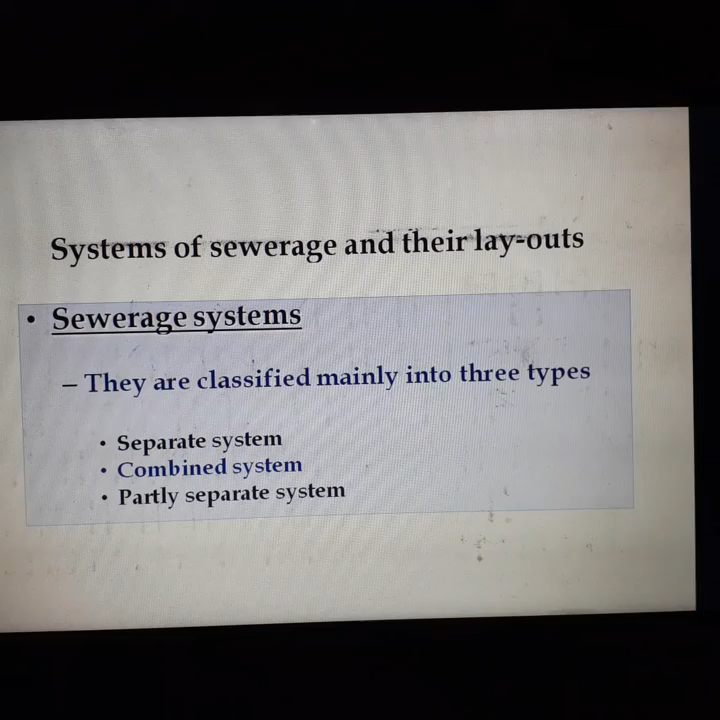 Systems of sewerage and their lay-outs
• Sewerage systems
– They are classified mainly into three types
• Separate system
• Combined system
• Partly separate system